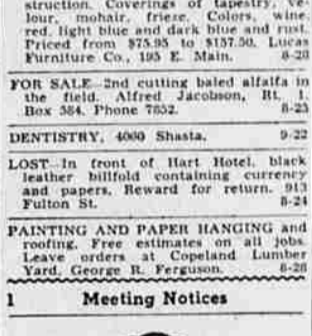 struction. Coverings of tapestry, ve-
lour, mohair, frieze. Colors, wine,
red, light blue and dark blue and rust.
Priced from $75.95 to $157.50, Lucas
Furniture Co., 195 E. Main. 8-26
FOR SALE—2nd cutting baled alfalfa in
the field. Alfred Jacobson, Rt. 1,
Box 584. Phone 7852. 8-25
DENTISTRY, 4000 Shasta. 9-22
LOST—In front of Hart Hotel, black
leather billfold containing currency
and papers. Reward for return. 913
Fulton St. 8-24
PAINTING AND PAPER HANGING and
roofing. Free estimates on all jobs.
Leave orders at Copeland Lumber
Yard. George R. Ferguson. 8-28
1 Meeting Notices